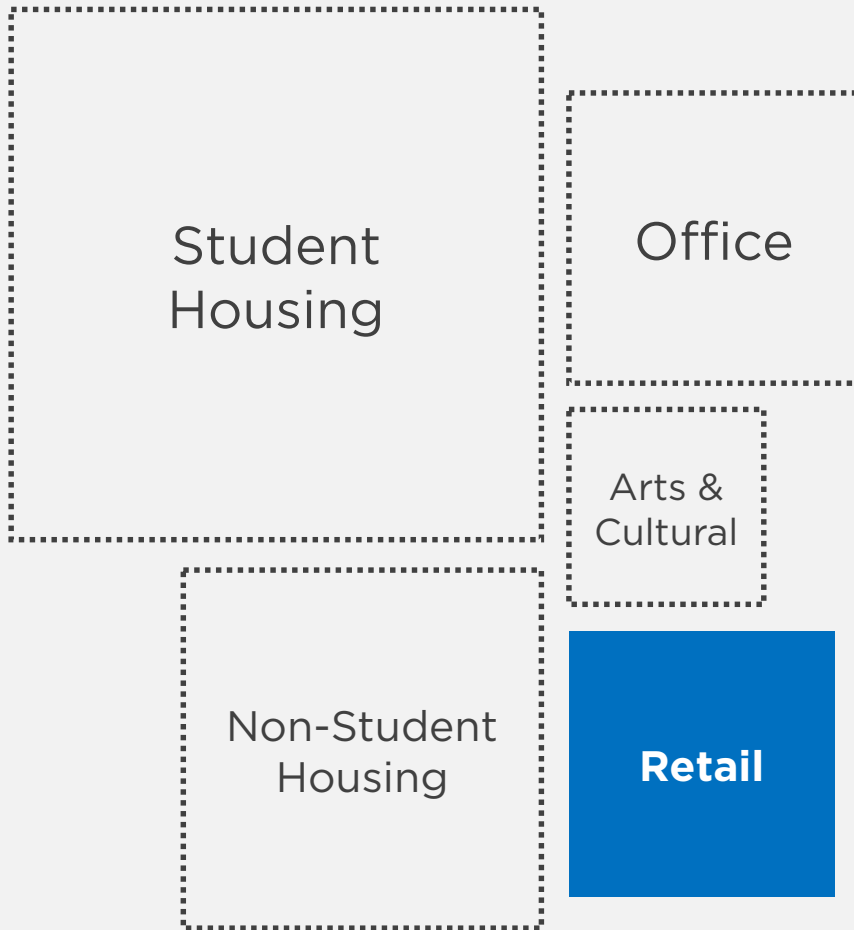 Student
Housing
Office
Arts &
Cultural
Non-Student
Housing
Retail